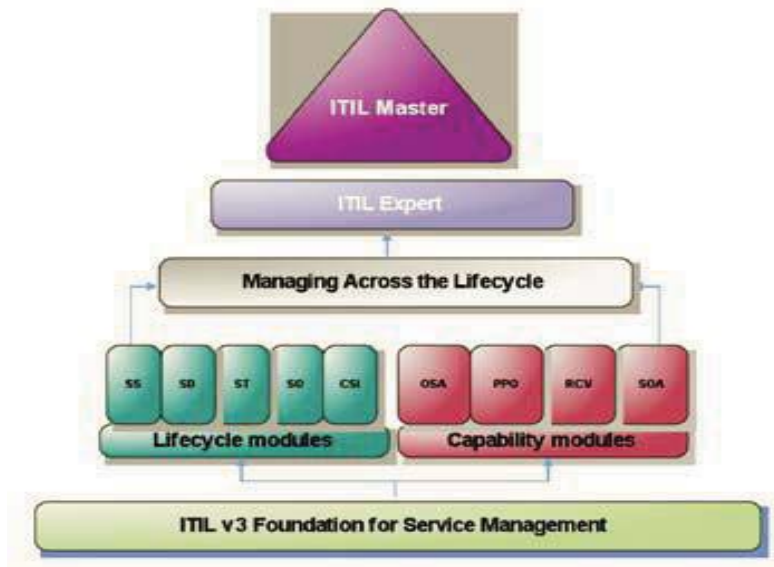 ITIL Master
ITIL Expert
Managing Across the Lifecycle
SS SD ST SO CSI OSA PPO RCV SOA
Lifecycle modules Capability modules
ITIL v3 Foundation for Service Management